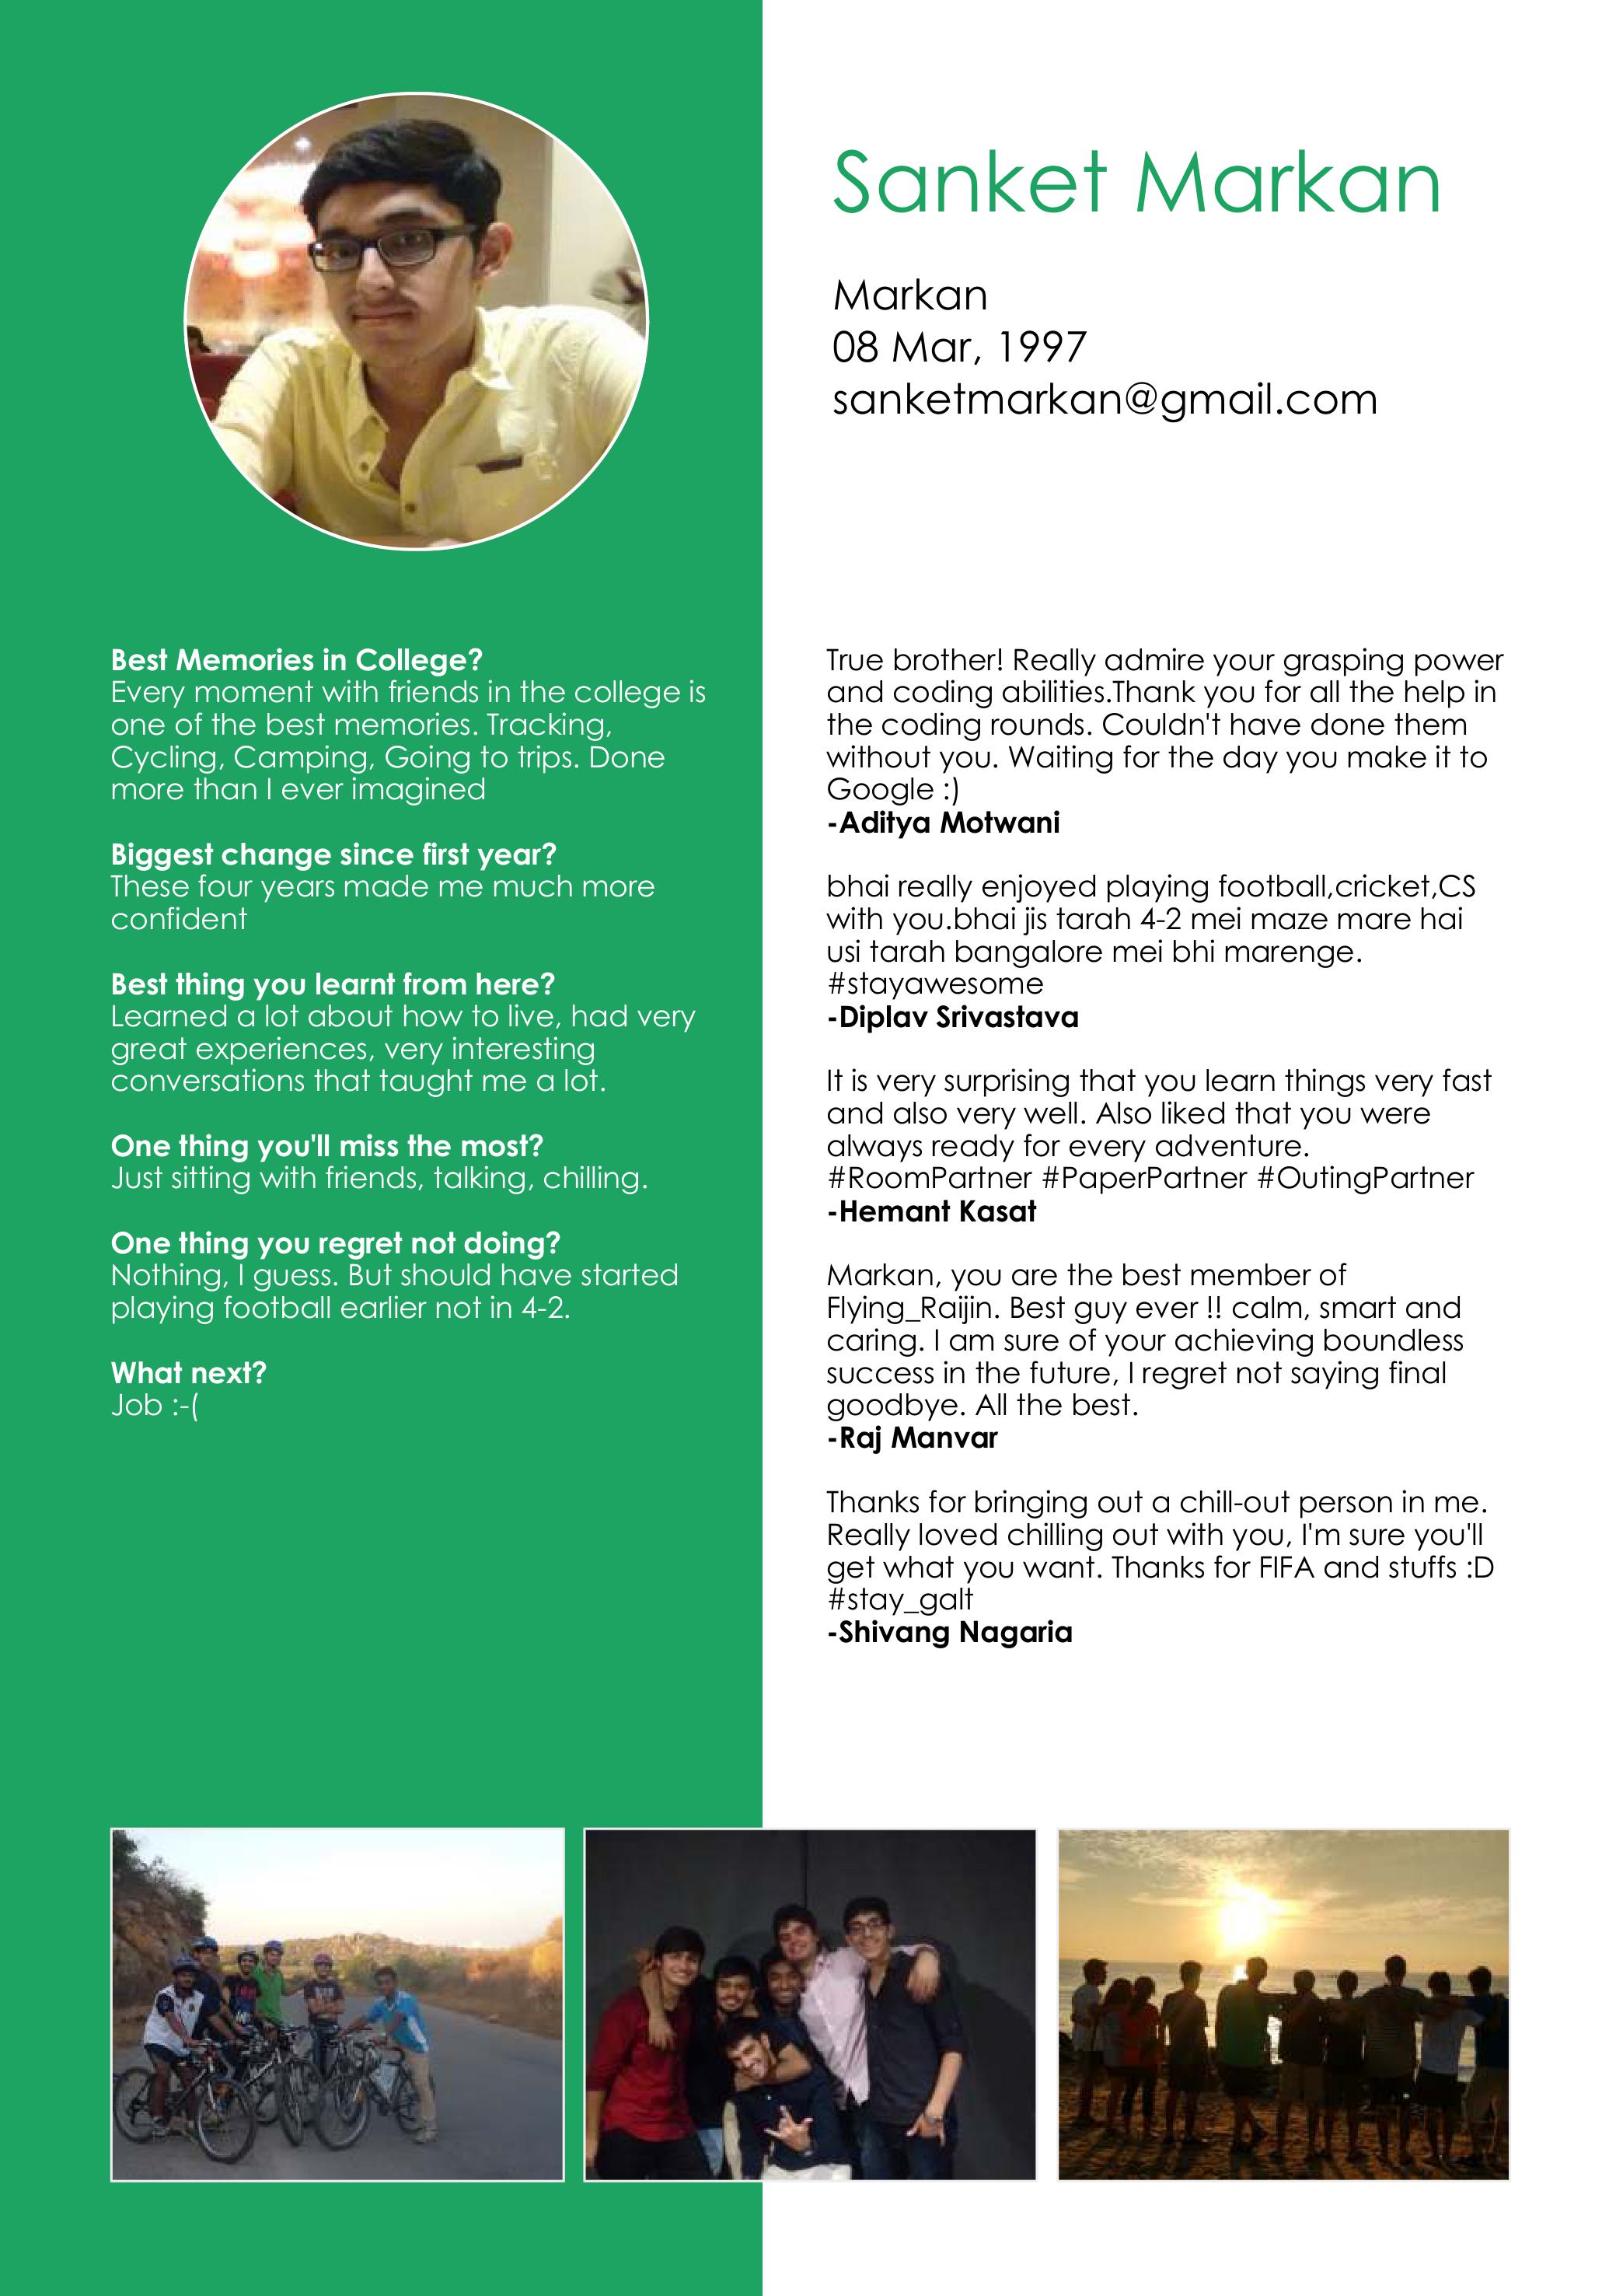 Sanket Markan
Markan
08 Mar, 1997
sanketmarkan@gmail.com
Best Memories in College?
Every moment with friends in the college is
one of the best memories. Tracking,
Cycling, Camping, Going to trips. Done
more than I ever imagined
Biggest change since first year?
These four years made me much more
confident
Best thing you learnt from here?
Learned a lot about how to live, had very
great experiences, very interesting
conversations that taught me a lot.
One thing you'll miss the most?
Just sitting with friends, talking, chilling.
One thing you regret not doing?
Nothing, I guess. But should have started
playing football earlier not in 4-2.
What next?
Job :-(
True brother! Really admire your grasping power
and coding abilities.Thank you for all the help in
the coding rounds. Couldn't have done them
without you. Waiting for the day you make it to
Google :)
-Aditya Motwani
bhai really enjoyed playing football,cricket,CS
with you.bhai jis tarah 4-2 mei maze mare hai
usi tarah bangalore mei bhi marenge.
#stayawesome
-Diplav Srivastava
It is very surprising that you learn things very fast
and also very well. Also liked that you were
always ready for every adventure.
#RoomPartner #PaperPartner #OutingPartner
-Hemant Kasat
Markan, you are the best member of
Flying_Raijin. Best guy ever !! calm, smart and
caring. I am sure of your achieving boundless
success in the future, I regret not saying final
goodbye. All the best.
-Raj Manvar
Thanks for bringing out a chill-out person in me.
Really loved chilling out with you, I'm sure you'll
get what you want. Thanks for FIFA and stuffs :D
#stay_galt
-Shivang Nagaria